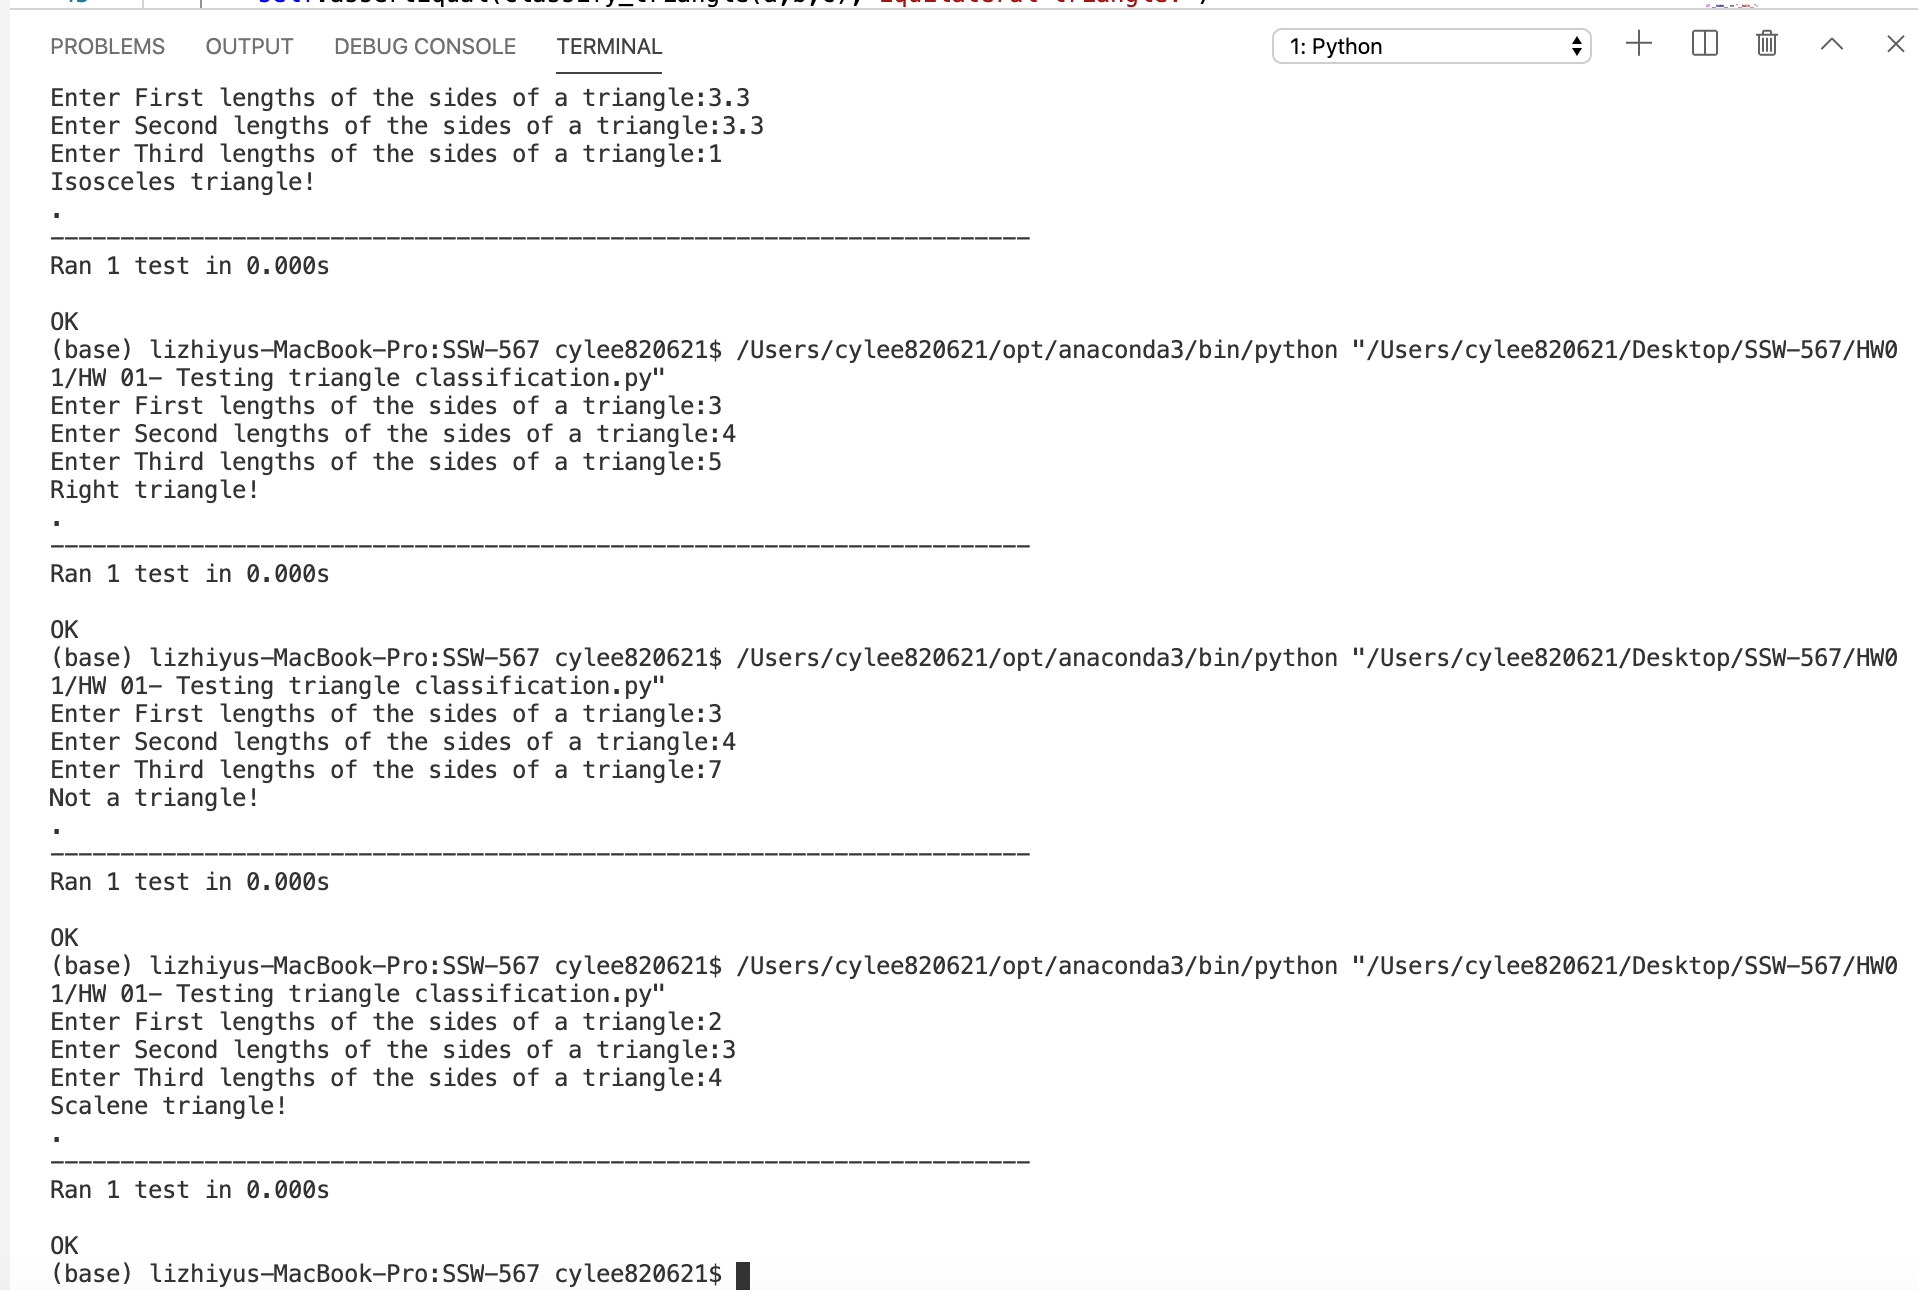 PROBLEMS OUTPUT DEBUG CONSOLE TERMINAL 1: Python
Enter First lengths of the sides of a triangle:3.3
Enter Second lengths of the sides of a triangle:3.3
Enter Third lengths of the sides of a triangle:1
Isosceles triangle!
.
----------------------------------------------------------------------
Ran 1 test in 0.000s
OK
(base) lizhiyus-MacBook-Pro:SSW-567 cylee820621$ /Users/cylee820621/opt/anaconda3/bin/python "/Users/cylee820621/Desktop/SSW-567/HW0
1/HW 01- Testing triangle classification.py"
Enter First lengths of the sides of a triangle:3
Enter Second lengths of the sides of a triangle:4
Enter Third lengths of the sides of a triangle:5
Right triangle!
.
----------------------------------------------------------------------
Ran 1 test in 0.000s
OK
(base) lizhiyus-MacBook-Pro:SSW-567 cylee820621$ /Users/cylee820621/opt/anaconda3/bin/python "/Users/cylee820621/Desktop/SSW-567/HW0
1/HW 01- Testing triangle classification.py"
Enter First lengths of the sides of a triangle:3
Enter Second lengths of the sides of a triangle:4
Enter Third lengths of the sides of a triangle:7
Not a triangle!
.
----------------------------------------------------------------------
Ran 1 test in 0.000s
OK
(base) lizhiyus-MacBook-Pro:SSW-567 cylee820621$ /Users/cylee820621/opt/anaconda3/bin/python "/Users/cylee820621/Desktop/SSW-567/HW0
1/HW 01- Testing triangle classification.py"
Enter First lengths of the sides of a triangle:2
Enter Second lengths of the sides of a triangle:3
Enter Third lengths of the sides of a triangle:4
Scalene triangle!
.
----------------------------------------------------------------------
Ran 1 test in 0.000s
OK
(base) lizhiyus-MacBook-Pro:SSW-567 cylee820621$